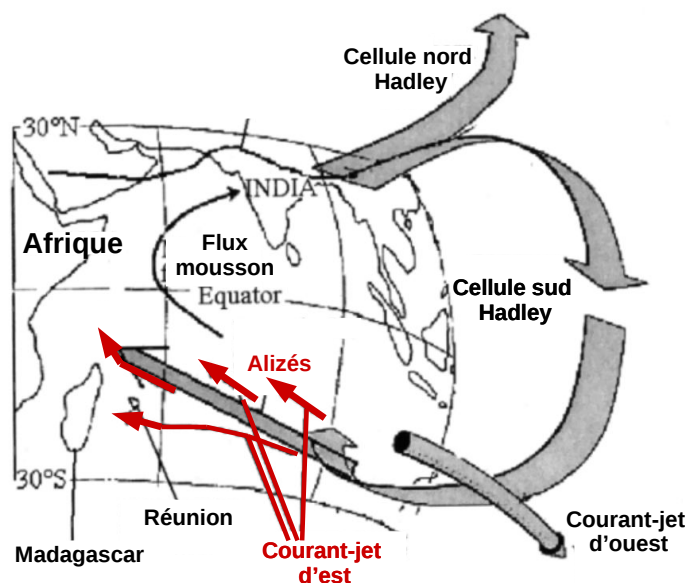 Cellule nord
Hadley
30°N
INDIA
Afrique
Flux
mousson
Equator
Cellule sud
Hadley
Alizés
30°S
Réunion
Madagascar
Courant-jet
d'est
Courant-jet
d'ouest